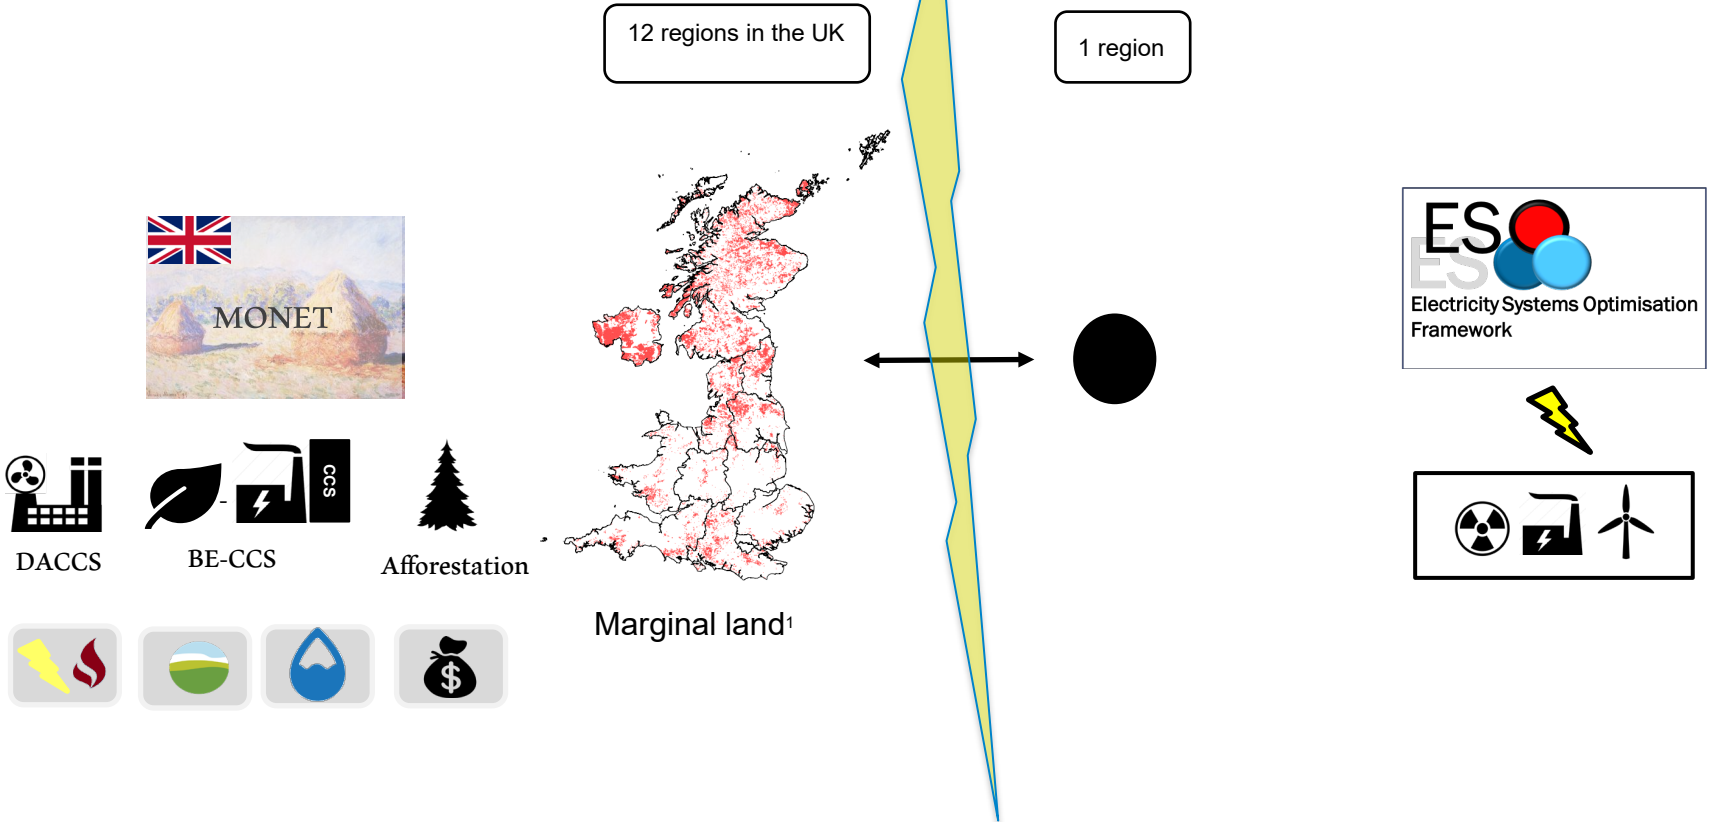 12 regions in the UK
1 region
MONET
ES
ES
Electricity Systems Optimisation
Framework
CCS
-
DACCS
BE-CCS
Afforestation
Marginal land¹
$